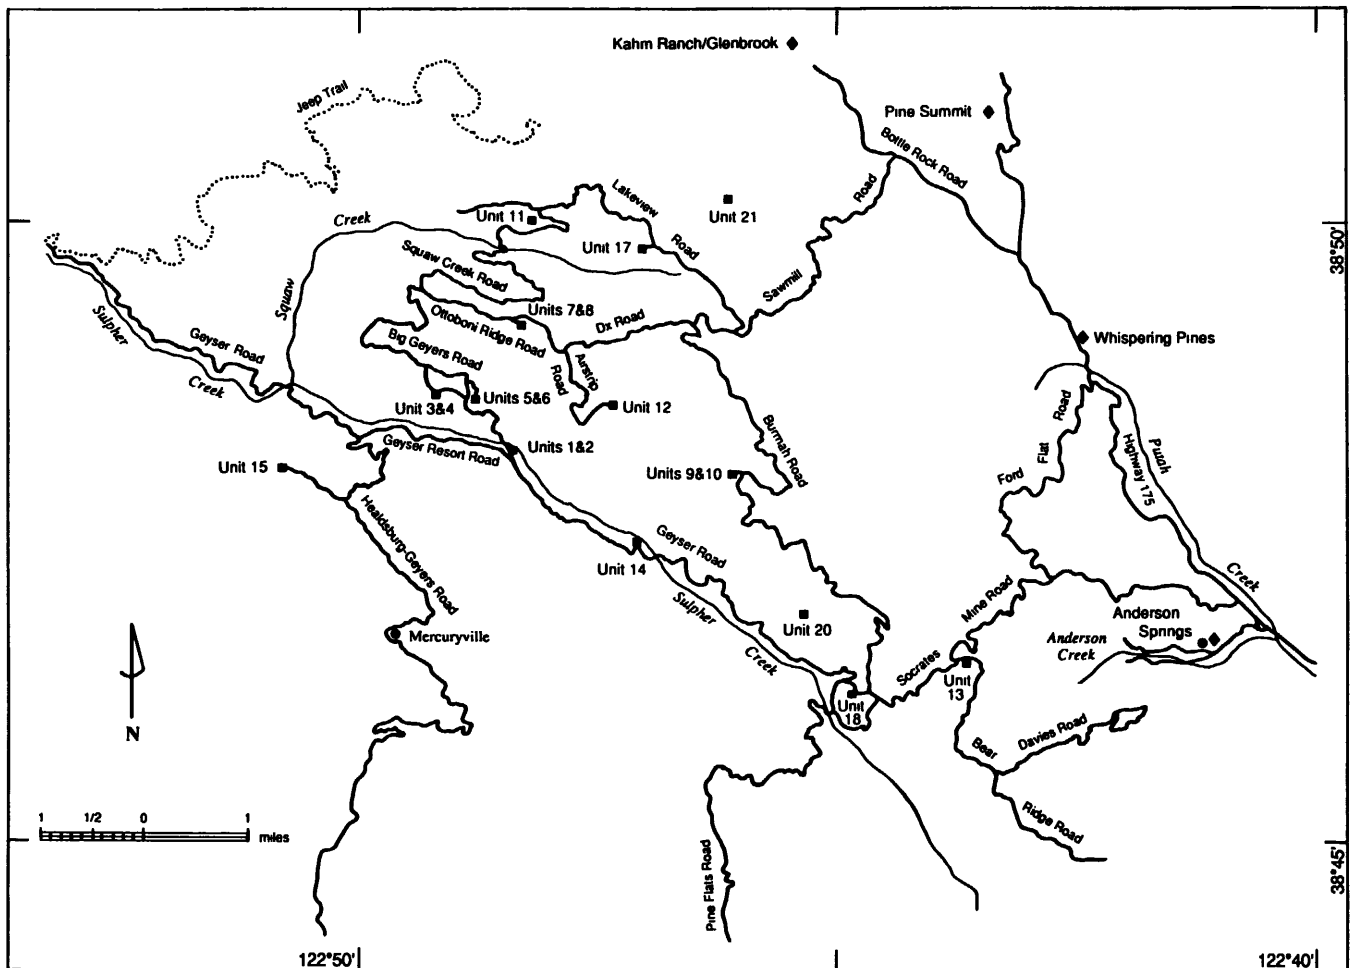 Kahm Ranch/Glenbrook
Jeep Trail
Pine Summit
Bottle Rock Road
Lakeview
Road
Road
Unit 11
Unit 21
Creek
38°50'
Unit 17
Squaw Creek Road
Sawmill
Squaw
Units 7&8
Sulpher
Ottoboni Ridge Road
Dx Road
Geyser Road
Big Geyers Road
Whispering Pines
Airstrip
Road
Creek
Unit 3&4
Units 5&6
Unit 12
Road
Burmah Road
Geyser Resort Road
Units 1&2
Flat
Highway 175
Putah
Unit 15
Units 9&10
Ford
Healdsburg-Geyers Road
Geyser Road
Unit 14
Creek
Sulpher
Mine Road
Anderson
Springs
Unit 20
Mercuryville
Anderson
Creek
Creek
Socrates
Unit
13
Unit
18
N
Bear
Davies Road
Ridge Road
1 1/2 0 1
miles
Pine Flats Road
38°45'
122°50'
122°40'